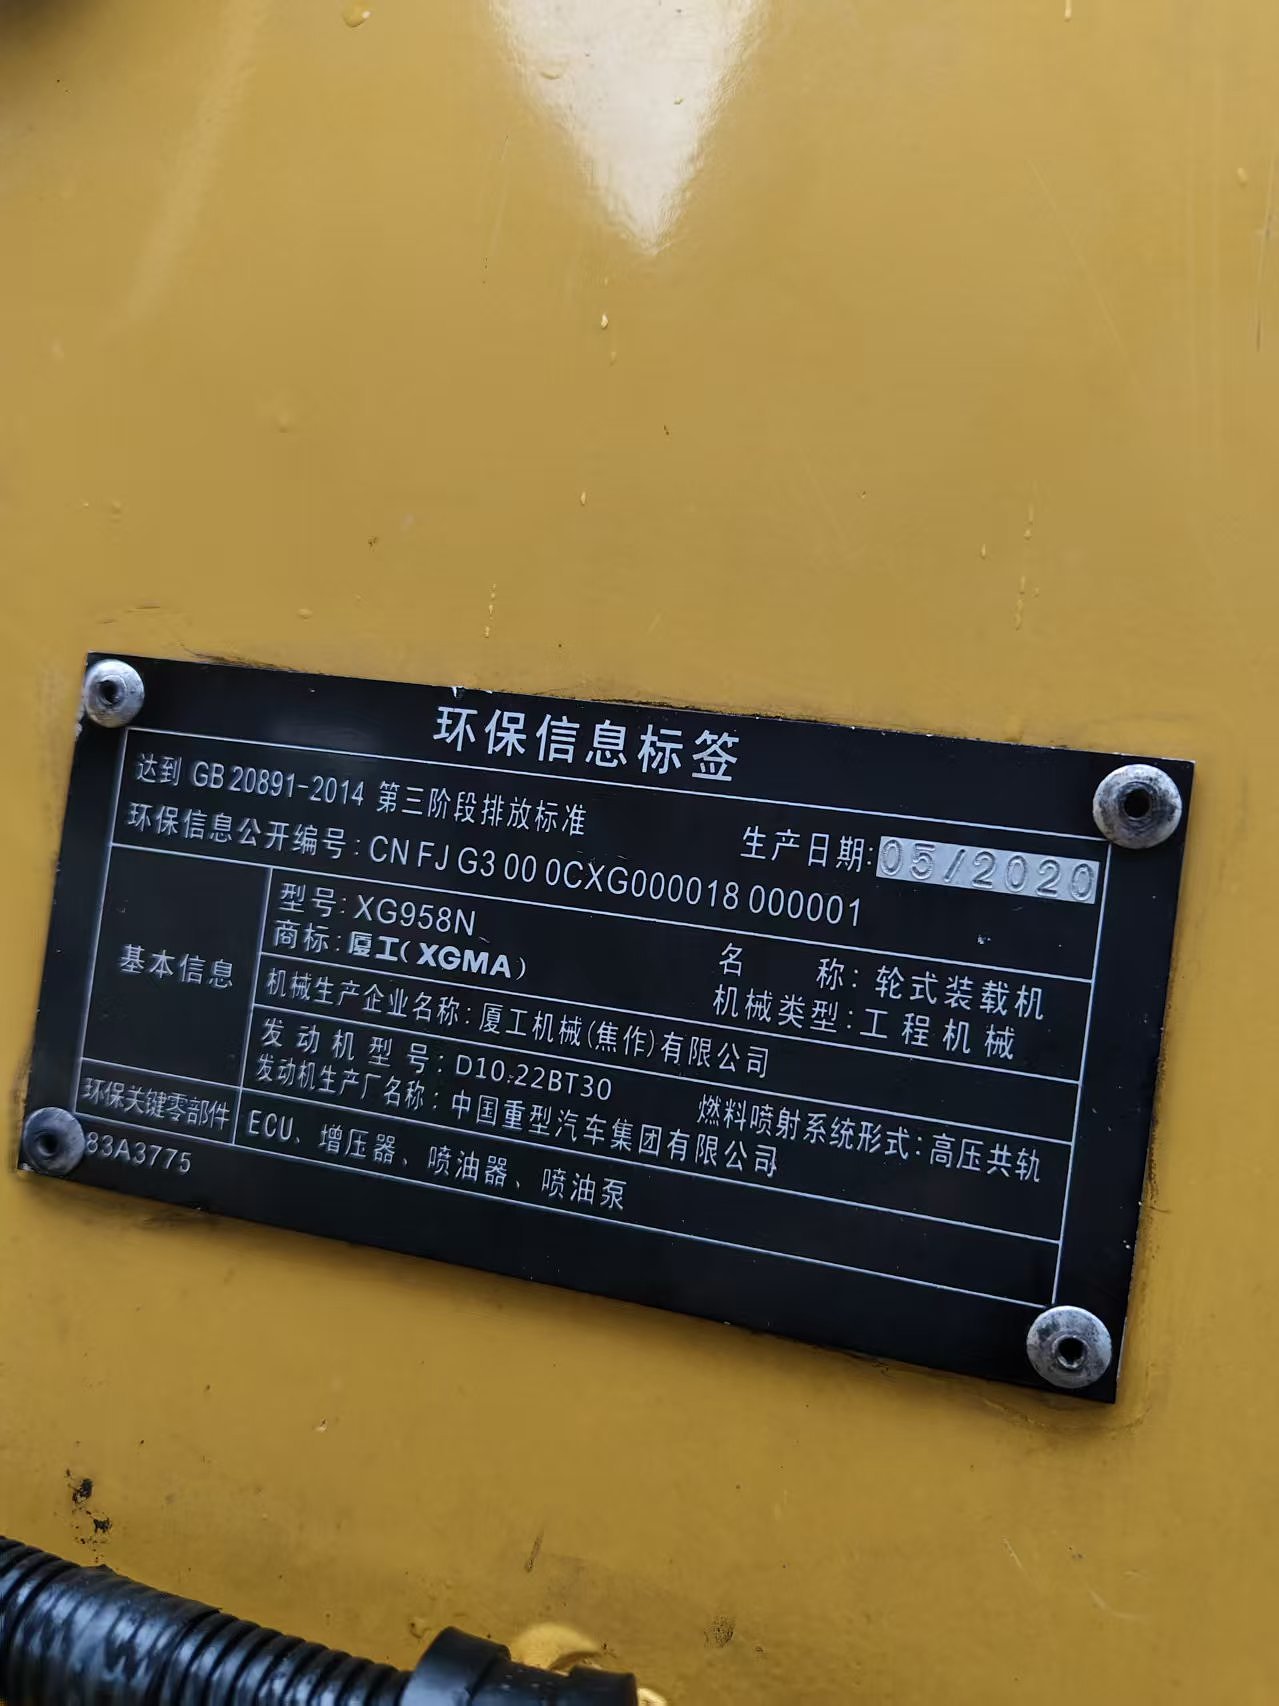 环保信息标签
达到 GB 20891-2014 第三阶段排放标准
生产日期:05/2020
环保信息公开编号:CN FJ G3 00 0CXG000018 000001
基本信息
型号:XG958N
名 称:轮式装载机
商标:厦工(XGMA)
机械类型:工程机械
机械生产企业名称:厦工机械(焦作)有限公司
发动机型号:D10.22BT30
燃料喷射系统形式:高压共轨
发动机生产厂名称:中国重型汽车集团有限公司
环保关键零部件
ECU、增压器、喷油器、喷油泵
83A3775